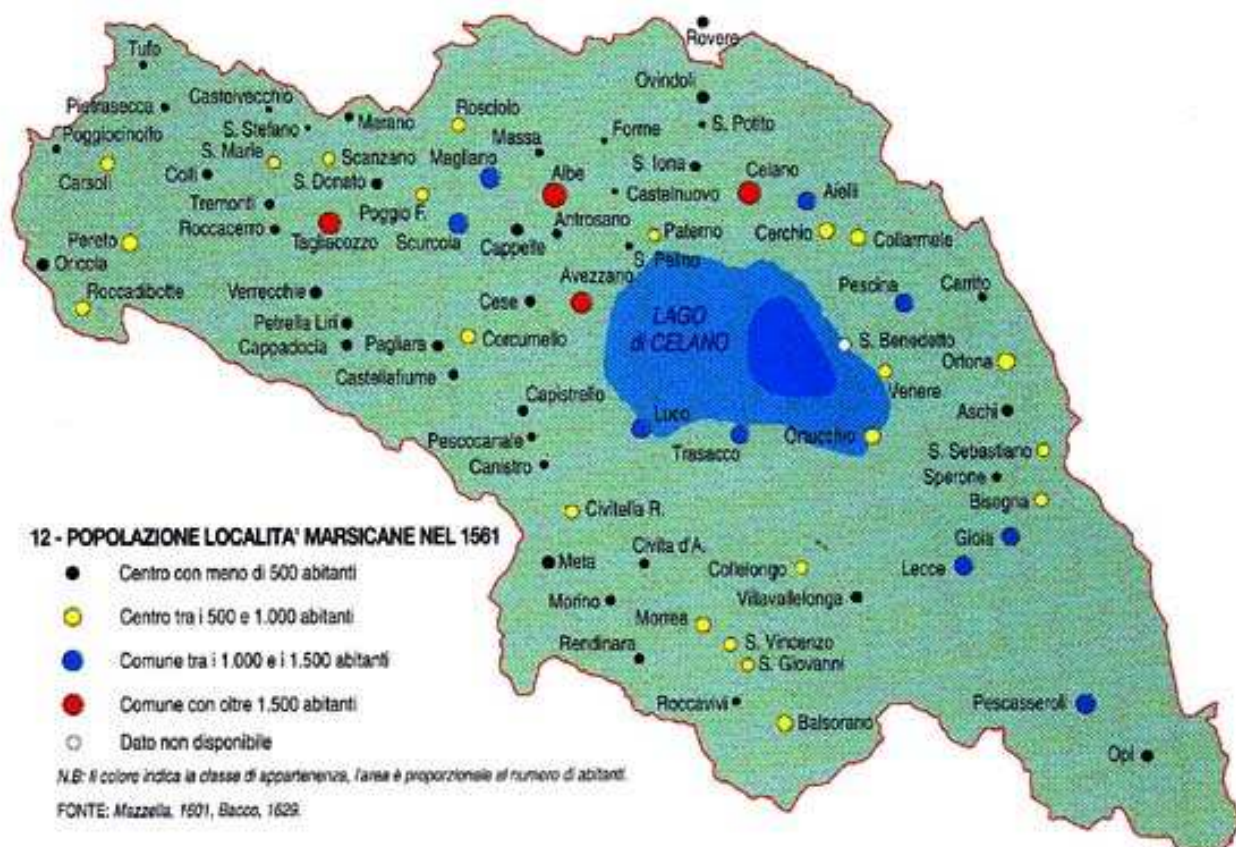 Rovere
Tufo
Ovindoli
Pietrasecca
Castelvecchio
Rosciolo
Marano
S. Stefano
S. Potito
Poggiocinolfo
Massa
Forme
S. Marie
Scanzano
Magliano
S. Iona
Celano
Carsoli
Colli
S. Donato
Albe
Castelnuovo
Aielli
Tremonti
Poggio F.
Antrosano
Roccacerro
Tagliacozzo
Scurcola
Cappelle
Paterno
Cerchio
Collarmele
Pereto
S. Pelino
Oricola
Avezzano
Pescina
Cerrito
Roccadibotte
Verrecchie
Cese
LAGO
di CELANO
Petrella Liri
Corcumello
S. Benedetto
Cappadocia
Pagliara
Ortona
Castellafiume
Venere
Capistrello
Luco
Aschi
Pescocanale
Trasacco
Ortucchio
S. Sebastiano
Canistro
Sperone
Bisegna
Civitella R.
Gioia
Meta
Civita d'A.
Collelongo
Lecce
Morino
Villavallelonga
Morrea
Rendinara
S. Vincenzo
S. Giovanni
Roccavivi
Balsorano
Pescasseroli
Opi
12 - POPOLAZIONE LOCALITA' MARSICANE NEL 1561
Centro con meno di 500 abitanti
Centro tra i 500 e 1.000 abitanti
Comune tra i 1.000 e i 1.500 abitanti
Comune con oltre 1.500 abitanti
Dato non disponibile
N.B: Il colore indica la classe di appartenenza, l'area è proporzionale al numero di abitanti.
FONTE: Mazzella, 1601, Bacco, 1629.